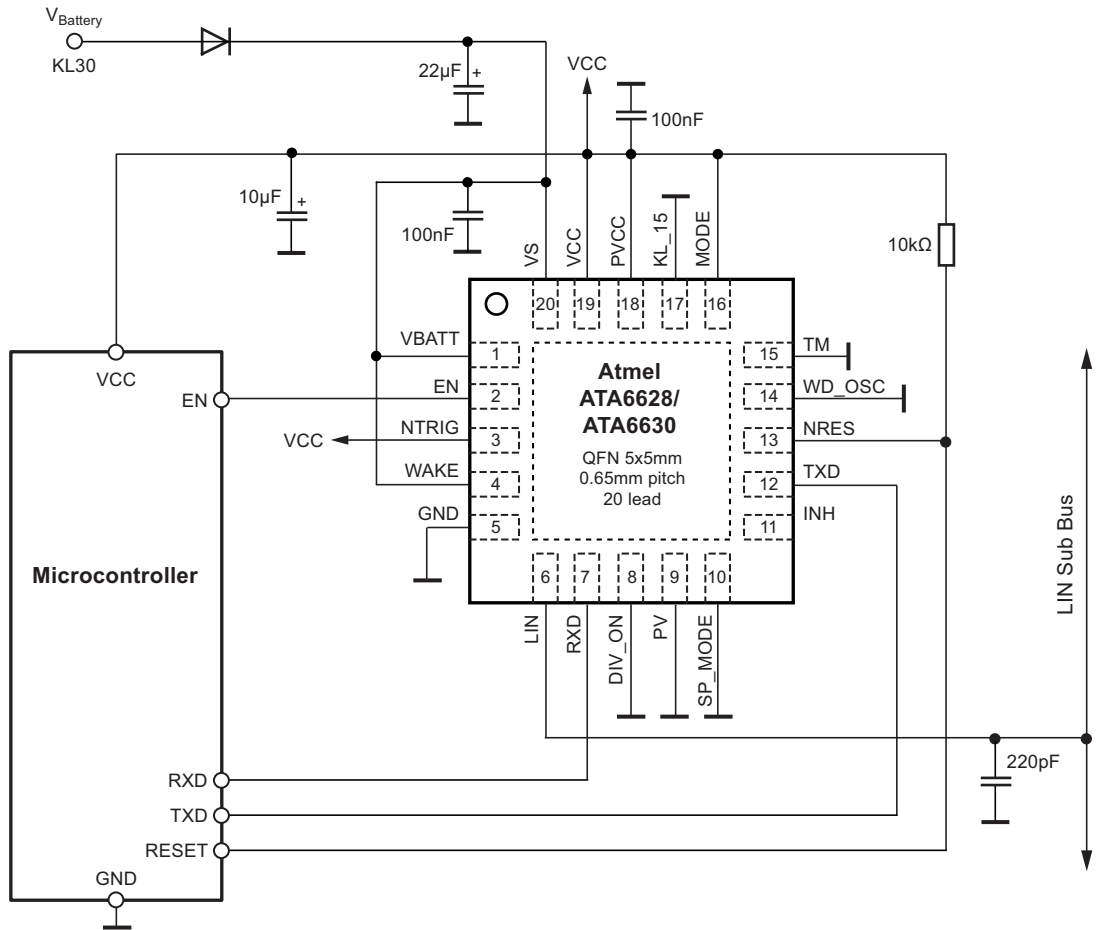 VBattery
KL30
22µF +
VCC
100nF
10µF +
100nF
10kΩ
VS
VCC
PVCC
KL_15
MODE
20
19
18
17
16
VBATT
1
EN
2
NTRIG
3
VCC
WAKE
4
GND
5
Atmel
ATA6628/
ATA6630
QFN 5x5mm
0.65mm pitch
20 lead
15
TM
14
WD_OSC
13
NRES
12
TXD
11
INH
6
7
8
9
10
LIN
RXD
DIV_ON
PV
SP_MODE
VCC
EN
Microcontroller
RXD
TXD
RESET
GND
220pF
LIN Sub Bus